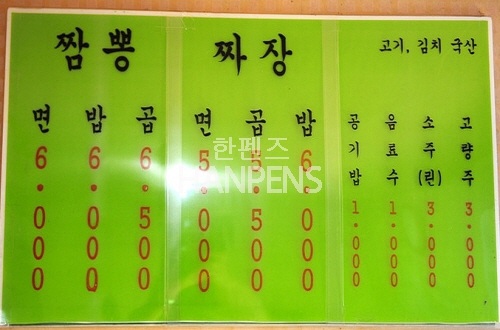 짬뽕
면 6.000
밥 6.000
곱 6.500
짜장
면 5.000
곱 5.500
밥 6.000
고기, 김치 국산
공기밥 1.000
음료수 1.000
소주(린) 3.000
고량주 3.000
한펜즈
HANPENS